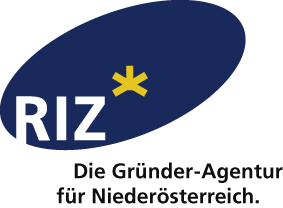 RIZ*
Die Gründer-Agentur
für Niederösterreich.